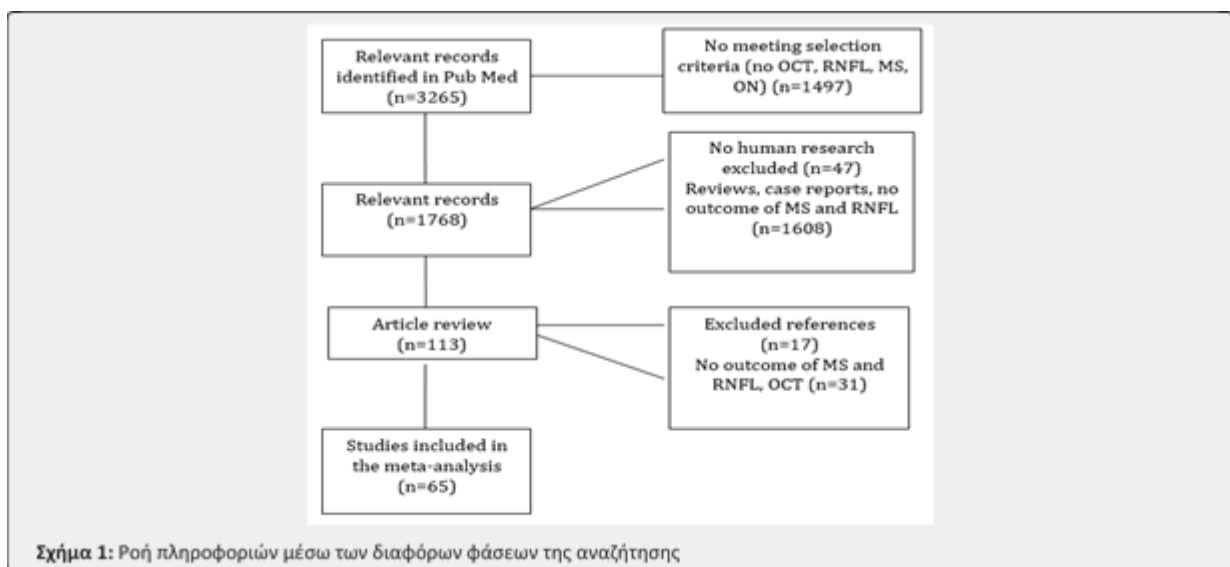 Relevant records
identified in Pub Med
(n=3265)
No meeting selection
criteria (no OCT, RNFL, MS,
ON) (n=1497)
Relevant records
(n=1768)
No human research
excluded (n=47)
Reviews, case reports, no
outcome of MS and RNFL
(n=1608)
Article review
(n=113)
Excluded references
(n=17)
No outcome of MS and
RNFL, OCT (n=31)
Studies included in
the meta-analysis
(n=65)
Σχήμα 1: Ροή πληροφοριών μέσω των διαφόρων φάσεων της αναζήτησης